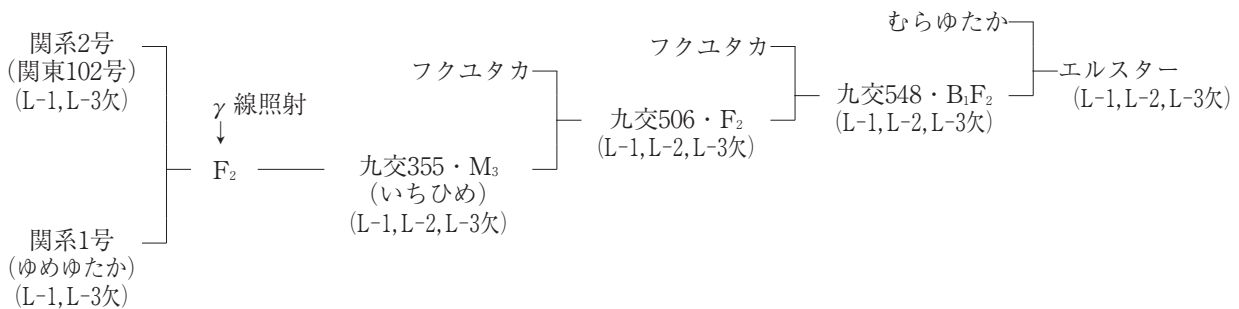 関系2号
(関東102号)
(L-1,L-3欠)
γ 線照射
↓
F₂
関系1号
(ゆめゆたか)
(L-1,L-3欠)
九交355・M₃
(いちひめ)
(L-1,L-2,L-3欠)
フクユタカ
九交506・F₂
(L-1,L-2,L-3欠)
フクユタカ
九交548・B₁F₂
(L-1,L-2,L-3欠)
むらゆたか
エルスター
(L-1,L-2,L-3欠)